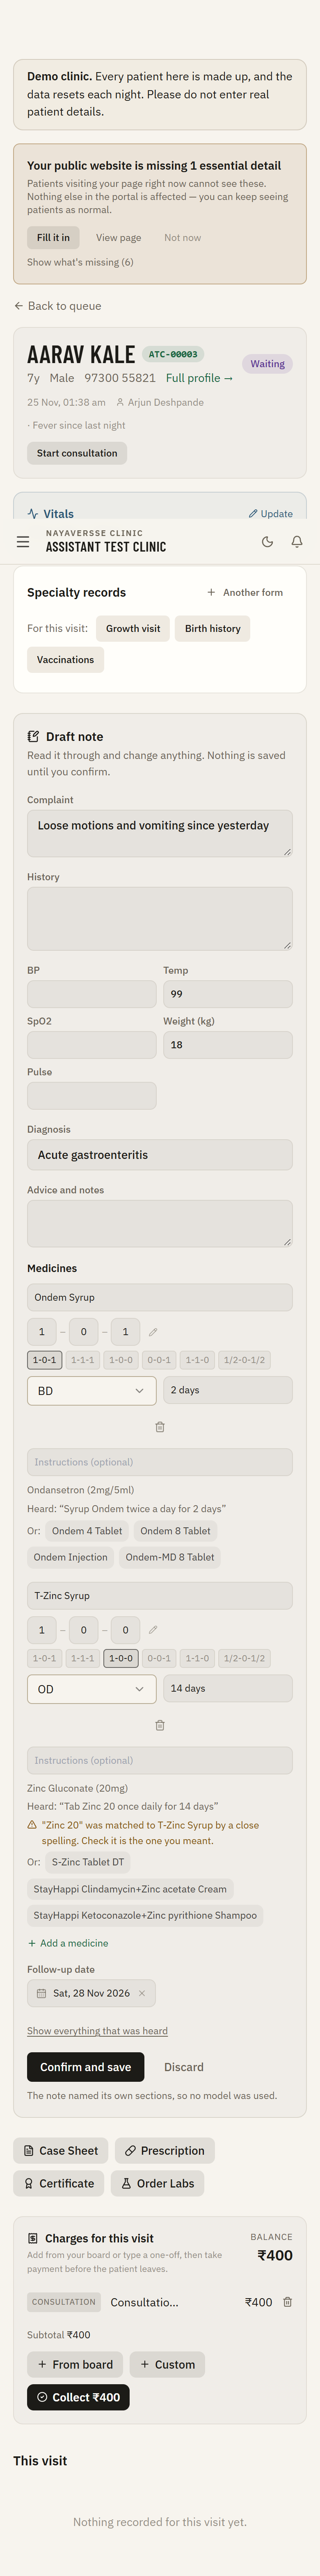 Demo clinic. Every patient here is made up, and the
data resets each night. Please do not enter real
patient details.
Your public website is missing 1 essential detail
Patients visiting your page right now cannot see these.
Nothing else in the portal is affected — you can keep seeing
patients as normal.
Fill it in View page Not now
Show what's missing (6)
← Back to queue
AARAV KALE ATC-00003 Waiting
7y Male 97300 55821 Full profile →
25 Nov, 01:38 am Arjun Deshpande
· Fever since last night
Start consultation
Vitals Update
NAYAVERSSE CLINIC
ASSISTANT TEST CLINIC
Specialty records + Another form
For this visit: Growth visit Birth history
Vaccinations
Draft note
Read it through and change anything. Nothing is saved
until you confirm.
Complaint
Loose motions and vomiting since yesterday
History
BP Temp
99
SpO2 Weight (kg)
18
Pulse
Diagnosis
Acute gastroenteritis
Advice and notes
Medicines
Ondem Syrup
1 – 0 – 1
1-0-1 1-1-1 1-0-0 0-0-1 1-1-0 1/2-0-1/2
BD 2 days
Instructions (optional)
Ondansetron (2mg/5ml)
Heard: “Syrup Ondem twice a day for 2 days”
Or: Ondem 4 Tablet Ondem 8 Tablet
Ondem Injection Ondem-MD 8 Tablet
T-Zinc Syrup
1 – 0 – 0
1-0-1 1-1-1 1-0-0 0-0-1 1-1-0 1/2-0-1/2
OD 14 days
Instructions (optional)
Zinc Gluconate (20mg)
Heard: “Tab Zinc 20 once daily for 14 days”
"Zinc 20" was matched to T-Zinc Syrup by a close
spelling. Check it is the one you meant.
Or: S-Zinc Tablet DT
StayHappi Clindamycin+Zinc acetate Cream
StayHappi Ketoconazole+Zinc pyrithione Shampoo
+ Add a medicine
Follow-up date
Sat, 28 Nov 2026 ×
Show everything that was heard
Confirm and save Discard
The note named its own sections, so no model was used.
Case Sheet Prescription
Certificate Order Labs
Charges for this visit BALANCE
Add from your board or type a one-off, then take
payment before the patient leaves.
₹400
CONSULTATION Consultatio... ₹400
Subtotal ₹400
+ From board + Custom
Collect ₹400
This visit
Nothing recorded for this visit yet.